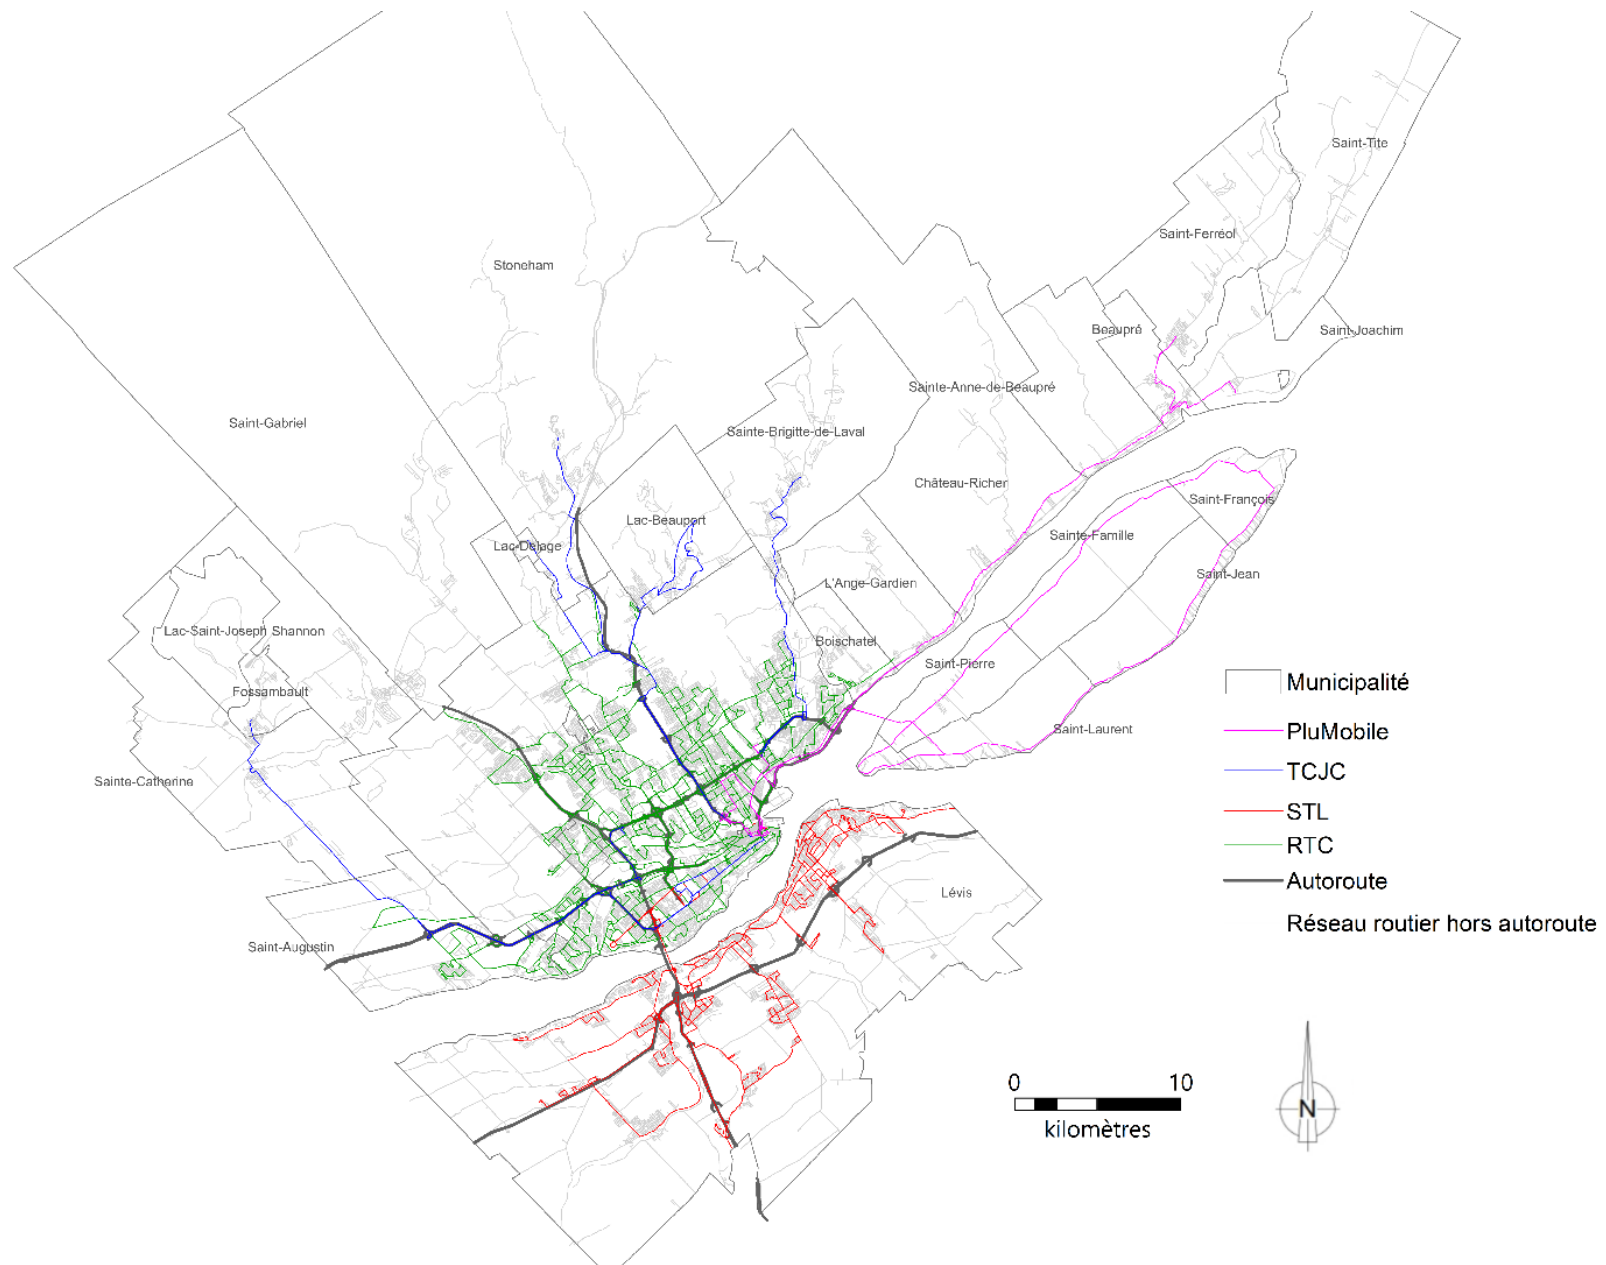 Saint-Tite
Saint-Ferréol
Stoneham
Beaupré
Saint-Joachim
Sainte-Anne-de-Beaupré
Saint-Gabriel
Sainte-Brigitte-de-Laval
Château-Richer
Saint-François
Lac-Beauport
Sainte-Famille
Lac-Delage
Saint-Jean
L'Ange-Gardien
Lac-Saint-Joseph Shannon
Boischatel
Saint-Pierre
Fossambault
Saint-Laurent
Sainte-Catherine
Lévis
Saint-Augustin
Municipalité
PluMobile
TCJC
STL
RTC
Autoroute
Réseau routier hors autoroute
0 10
kilomètres
N